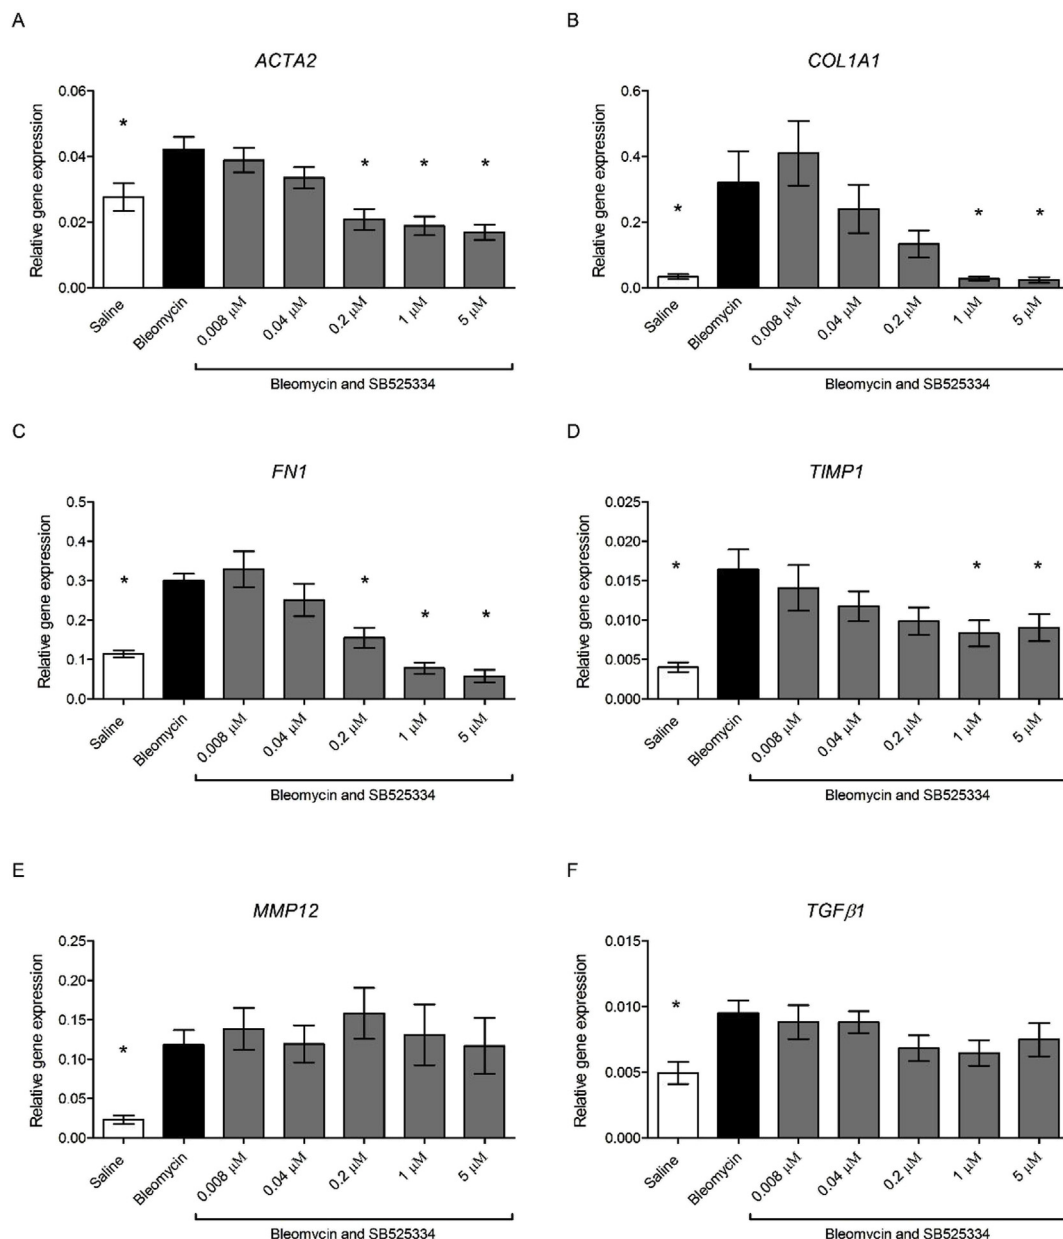 A
ACTA2
Relative gene expression
0.06
0.04
0.02
0.00
*
*
*
*
Saline
Bleomycin
0.008 µM
0.04 µM
0.2 µM
1 µM
5 µM
Bleomycin and SB525334
B
COL1A1
Relative gene expression
0.6
0.4
0.2
0.0
*
*
*
Saline
Bleomycin
0.008 µM
0.04 µM
0.2 µM
1 µM
5 µM
Bleomycin and SB525334
C
FN1
Relative gene expression
0.5
0.3
0.2
0.1
0.0
*
*
*
*
Saline
Bleomycin
0.008 µM
0.04 µM
0.2 µM
1 µM
5 µM
Bleomycin and SB525334
D
TIMP1
Relative gene expression
0.025
0.020
0.015
0.010
0.005
0.000
*
*
*
Saline
Bleomycin
0.008 µM
0.04 µM
0.2 µM
1 µM
5 µM
Bleomycin and SB525334
E
MMP12
Relative gene expression
0.25
0.20
0.15
0.10
0.05
0.00
*
Saline
Bleomycin
0.008 µM
0.04 µM
0.2 µM
1 µM
5 µM
Bleomycin and SB525334
F
TGFβ1
Relative gene expression
0.015
0.010
0.005
0.000
*
Saline
Bleomycin
0.008 µM
0.04 µM
0.2 µM
1 µM
5 µM
Bleomycin and SB525334